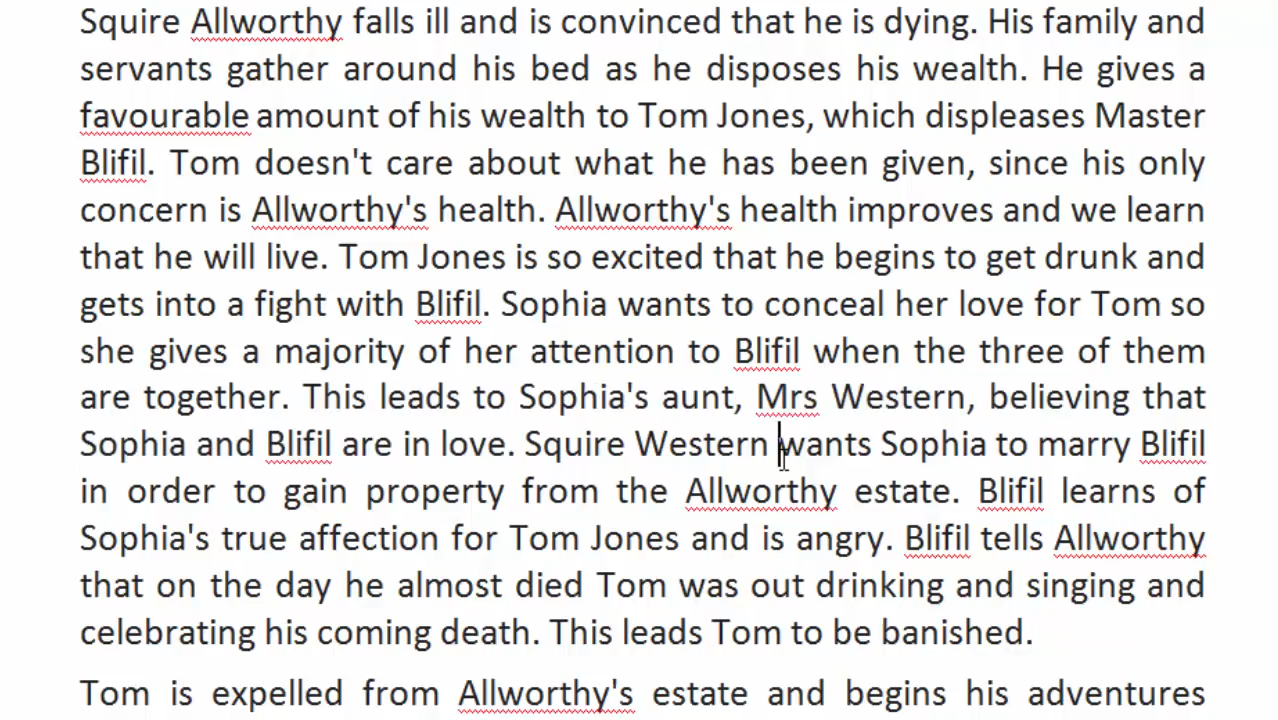 Squire Allworthy falls ill and is convinced that he is dying. His family and
servants gather around his bed as he disposes his wealth. He gives a
favourable amount of his wealth to Tom Jones, which displeases Master
Blifil. Tom doesn't care about what he has been given, since his only
concern is Allworthy's health. Allworthy's health improves and we learn
that he will live. Tom Jones is so excited that he begins to get drunk and
gets into a fight with Blifil. Sophia wants to conceal her love for Tom so
she gives a majority of her attention to Blifil when the three of them
are together. This leads to Sophia's aunt, Mrs Western, believing that
Sophia and Blifil are in love. Squire Western wants Sophia to marry Blifil
in order to gain property from the Allworthy estate. Blifil learns of
Sophia's true affection for Tom Jones and is angry. Blifil tells Allworthy
that on the day he almost died Tom was out drinking and singing and
celebrating his coming death. This leads Tom to be banished.
Tom is expelled from Allworthy's estate and begins his adventures